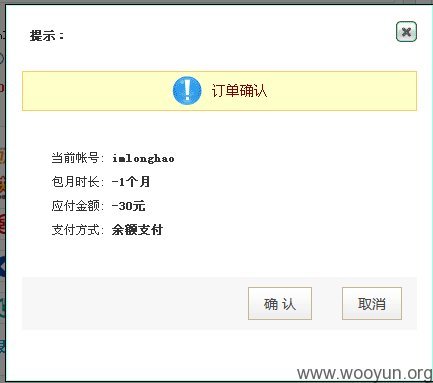 提示：
订单确认
当前帐号: imlonghao
包月时长: -1个月
应付金额: -30元
支付方式: 余额支付
确 认
取消
www.wooyun.org